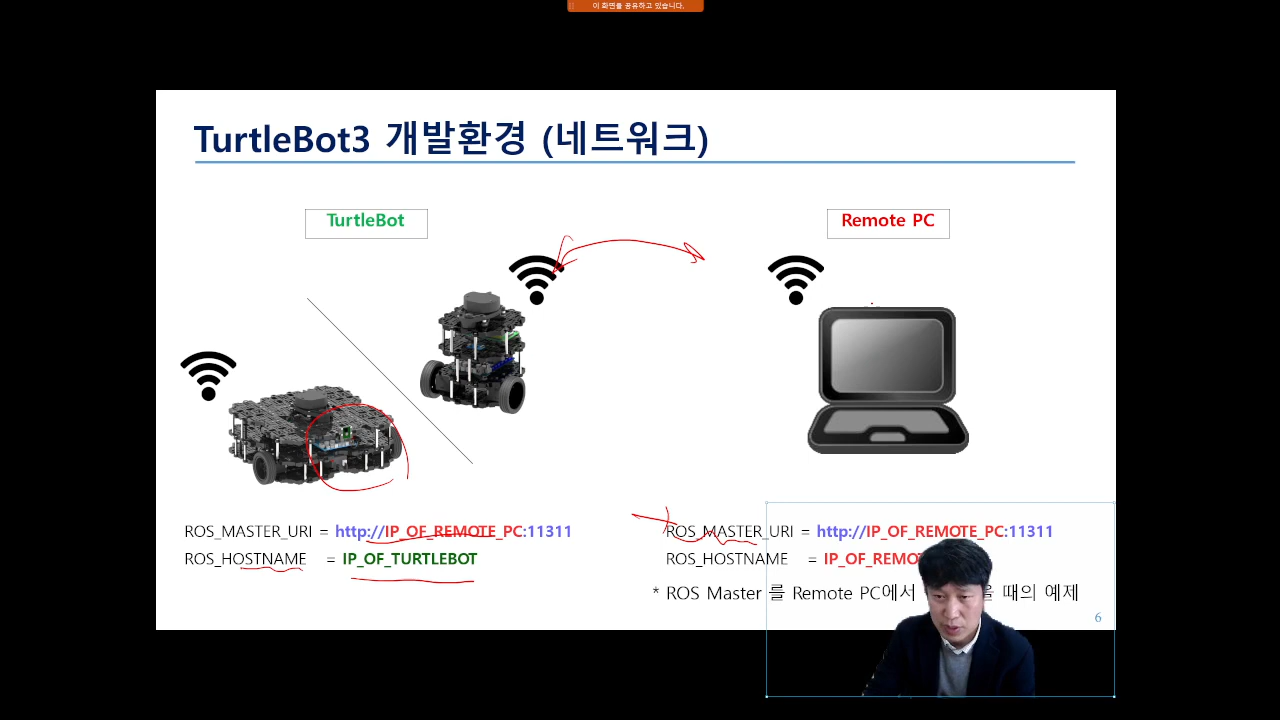 이 화면을 공유하고 있습니다.
TurtleBot3 개발환경 (네트워크)
TurtleBot
Remote PC
ROS_MASTER_URI = http://IP_OF_REMOTE_PC:11311
ROS_HOSTNAME = IP_OF_TURTLEBOT
ROS_MASTER_URI = http://IP_OF_REMOTE_PC:11311
ROS_HOSTNAME = IP_OF_REMO
* ROS Master 를 Remote PC에서 때의 예제
6